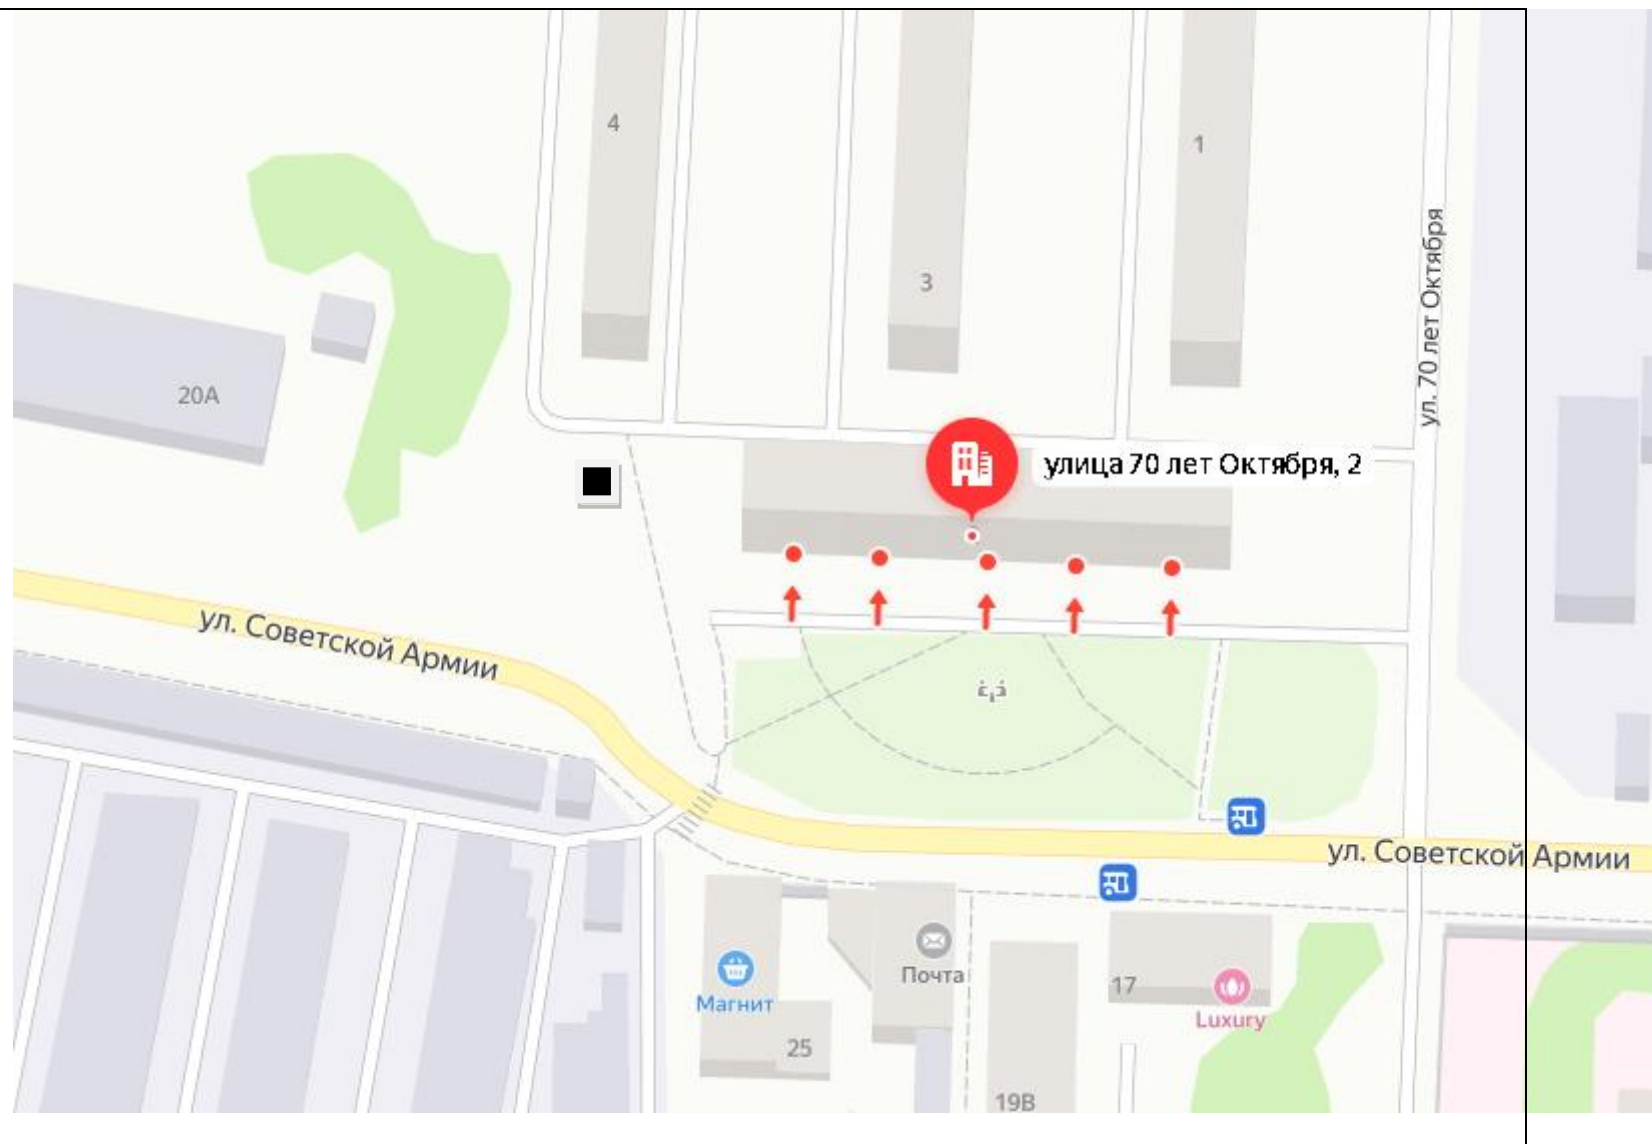 4
1
3
ул. 70 лет Октября
20А
улица 70 лет Октября, 2
ул. Советской Армии
ул. Советской Армии
Почта
17
Магнит
Luxury
25
19В